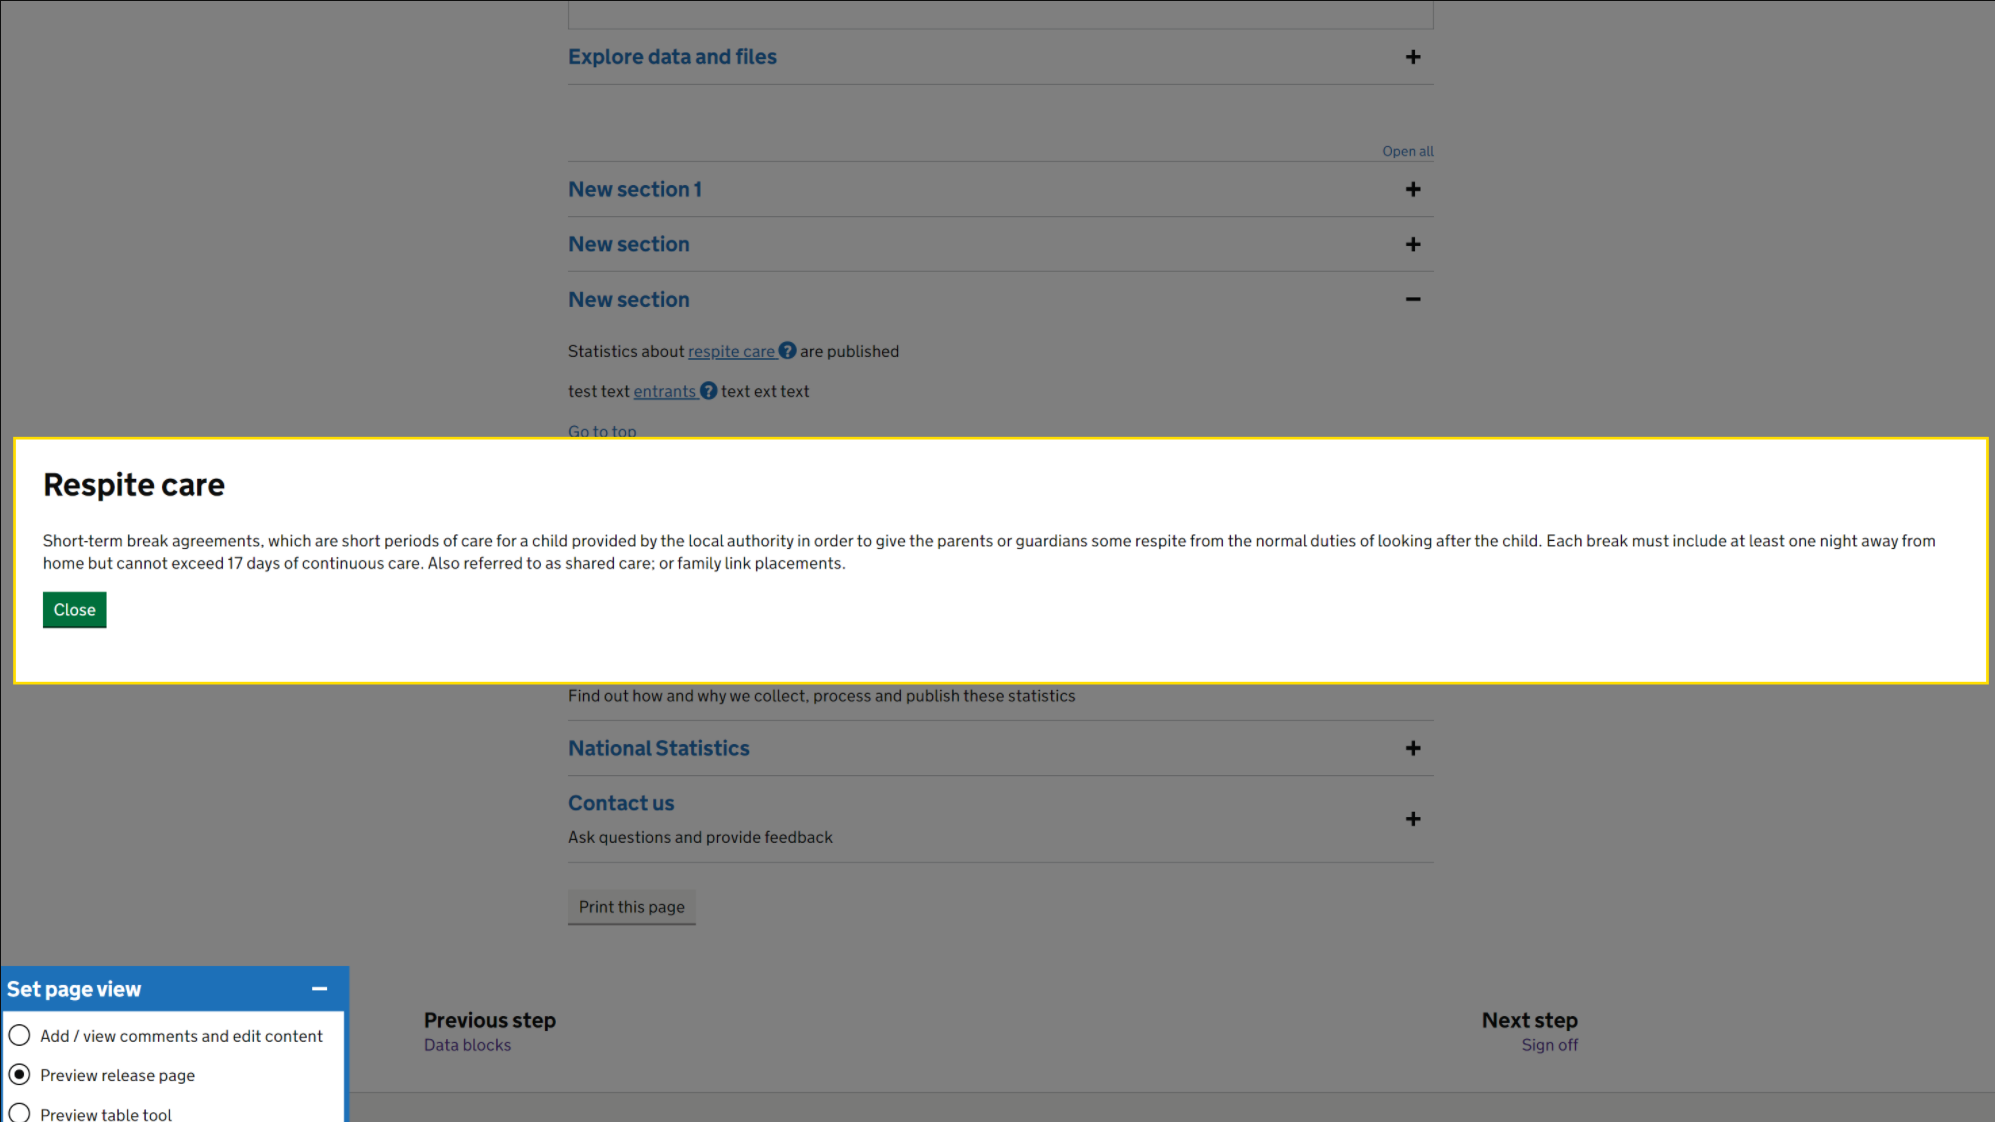 Explore data and files
Open all
New section 1
New section
New section
Statistics about respite care ? are published
test text entrants ? text ext text
Go to top
Respite care
Short-term break agreements, which are short periods of care for a child provided by the local authority in order to give the parents or guardians some respite from the normal duties of looking after the child. Each break must include at least one night away from
home but cannot exceed 17 days of continuous care. Also referred to as shared care; or family link placements.
Close
Find out how and why we collect, process and publish these statistics
National Statistics
Contact us
Ask questions and provide feedback
Print this page
Set page view
Add / view comments and edit content
Preview release page
Preview table tool
Previous step
Data blocks
Next step
Sign off